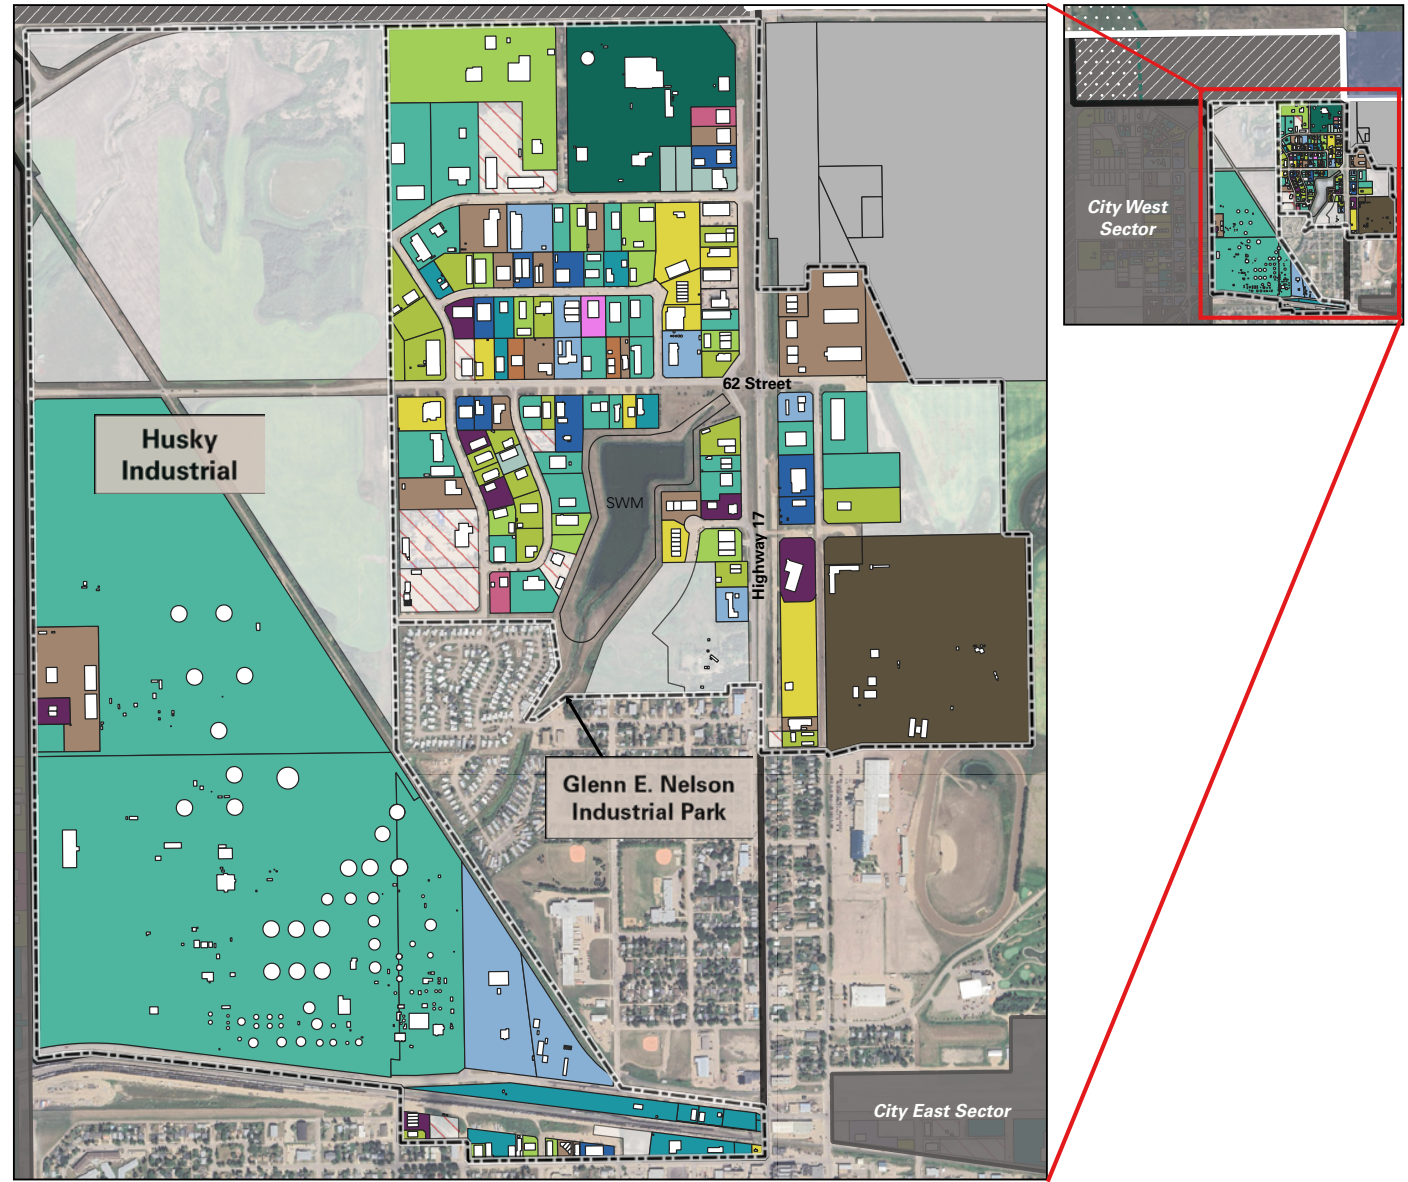 City West
Sector
62 Street
Husky
Industrial
SWM
Highway 17
Glenn E. Nelson
Industrial Park
City East Sector